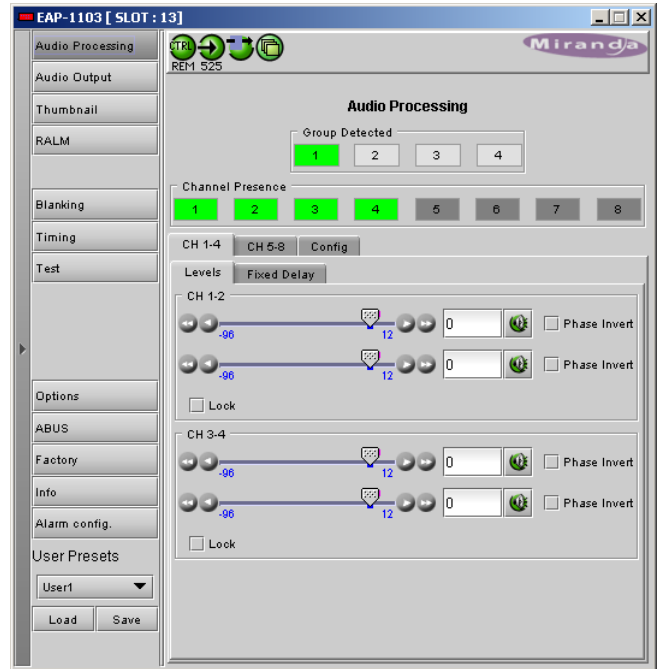 EAP-1103 [ SLOT : 13]
Audio Processing
Audio Output
Thumbnail
RALM
Blanking
Timing
Test
Options
ABUS
Factory
Info
Alarm config.
User Presets
User1
Load Save
CTRL
REM 525
Miranda
Audio Processing
Group Detected
1 2 3 4
Channel Presence
1 2 3 4 5 6 7 8
CH 1-4 CH 5-8 Config
Levels Fixed Delay
CH 1-2
-96 12 0 Phase Invert
-96 12 0 Phase Invert
Lock
CH 3-4
-96 12 0 Phase Invert
-96 12 0 Phase Invert
Lock